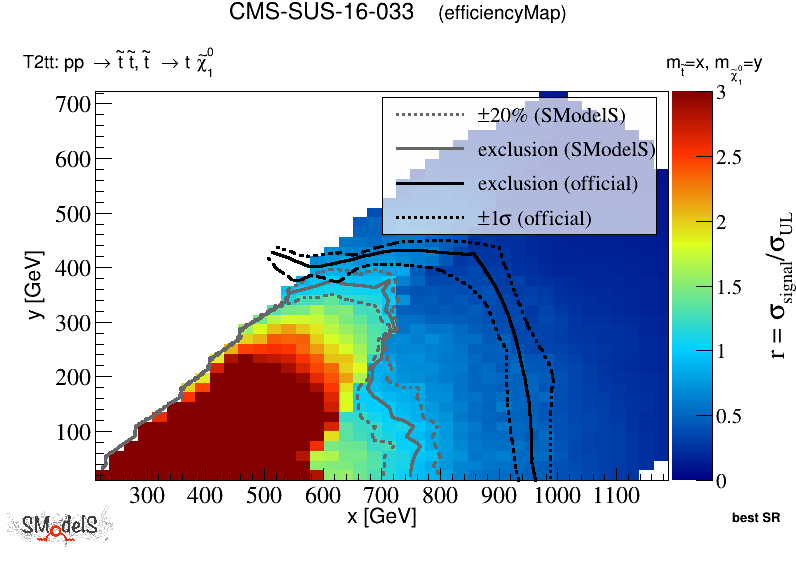 CMS-SUS-16-033 (efficiencyMap)
T2tt: pp → t̃ t̃, t̃ → t χ̃⁰₁
m_t̃=x, m_χ̃⁰₁=y
±20% (SModelS)
exclusion (SModelS)
exclusion (official)
±1σ (official)
700
600
500
400
300
200
100
y [GeV]
300 400 500 600 700 800 900 1000 1100
x [GeV]
3
2.5
2
1.5
1
0.5
0
r = σ_signal/σ_UL
SModelS
best SR